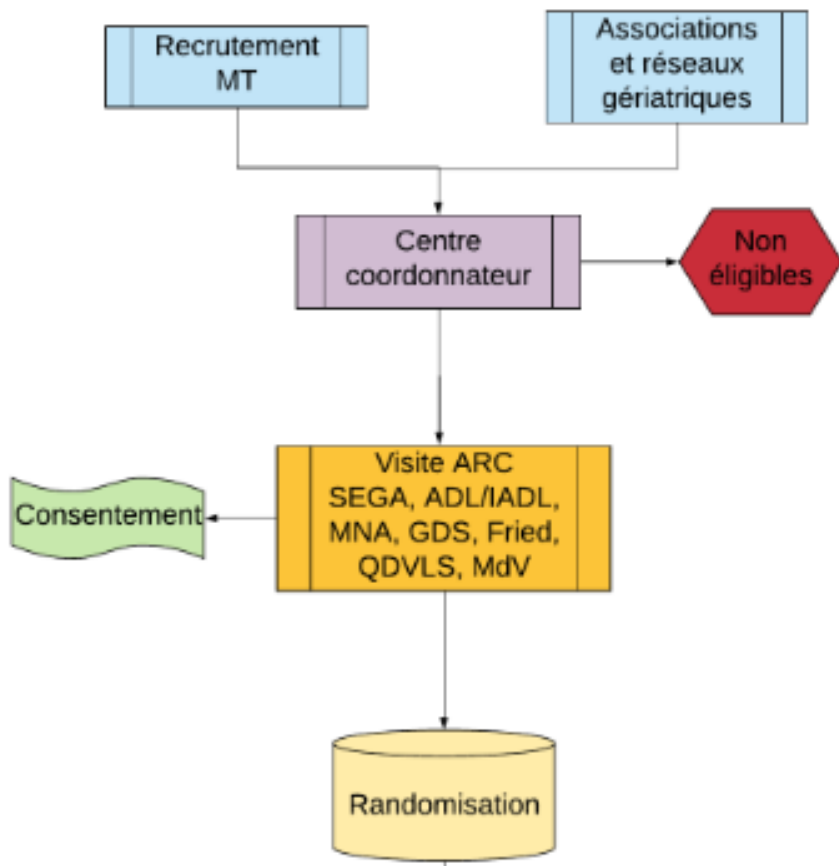 Recrutement
MT
Associations
et réseaux
gériatriques
Centre
coordonnateur
Non
éligibles
Visite ARC
SEGA, ADL/IADL,
MNA, GDS, Fried,
QDVLS, MdV
Consentement
Randomisation